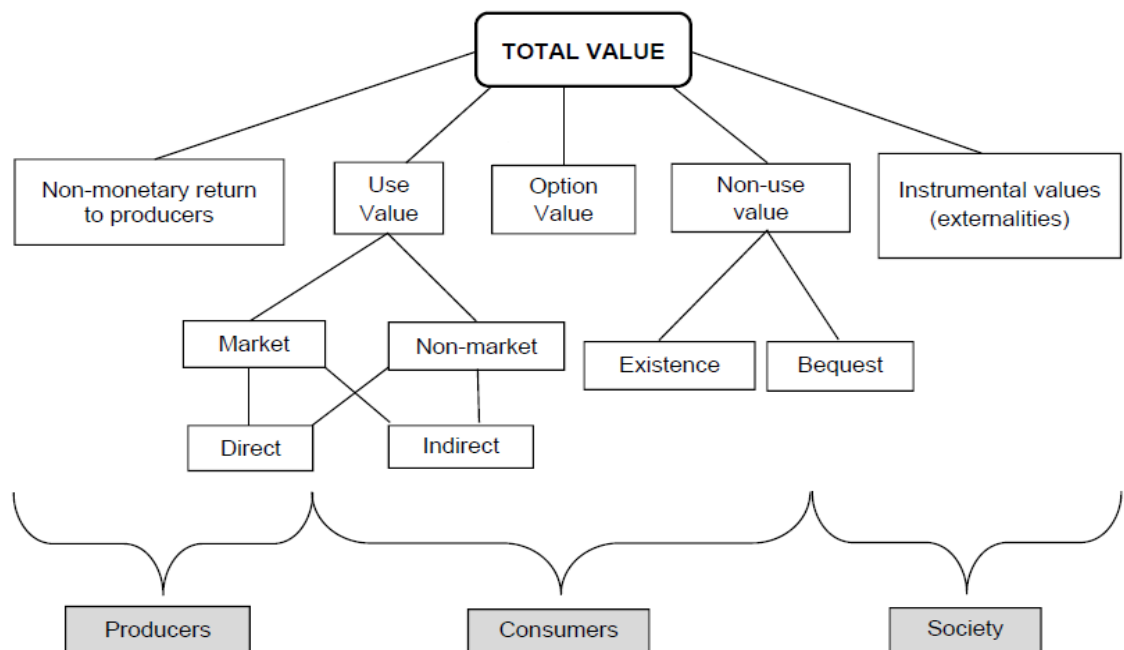 TOTAL VALUE
Non-monetary return
to producers
Use
Value
Option
Value
Non-use
value
Instrumental values
(externalities)
Market
Non-market
Existence
Bequest
Direct
Indirect
Producers
Consumers
Society